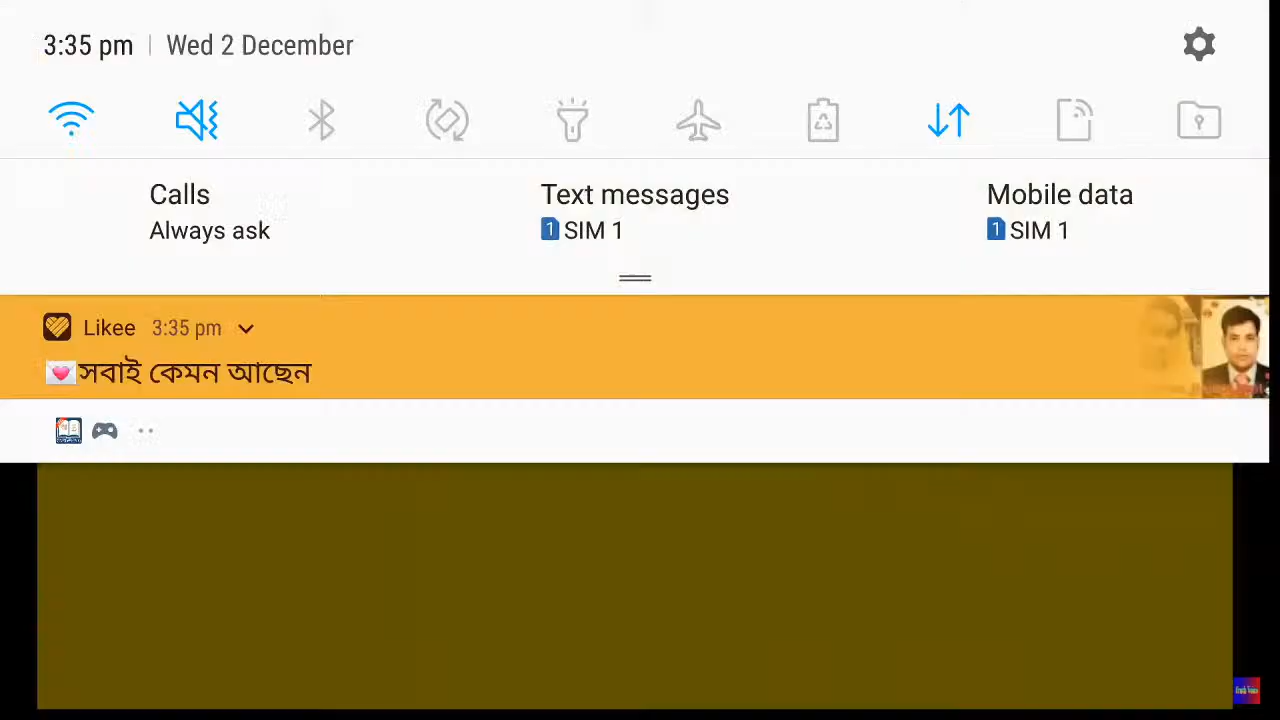 3:35 pm | Wed 2 December
Calls
Always ask
Text messages
1 SIM 1
Mobile data
1 SIM 1
Likee 3:35 pm
💌সবাই কেমন আছেন